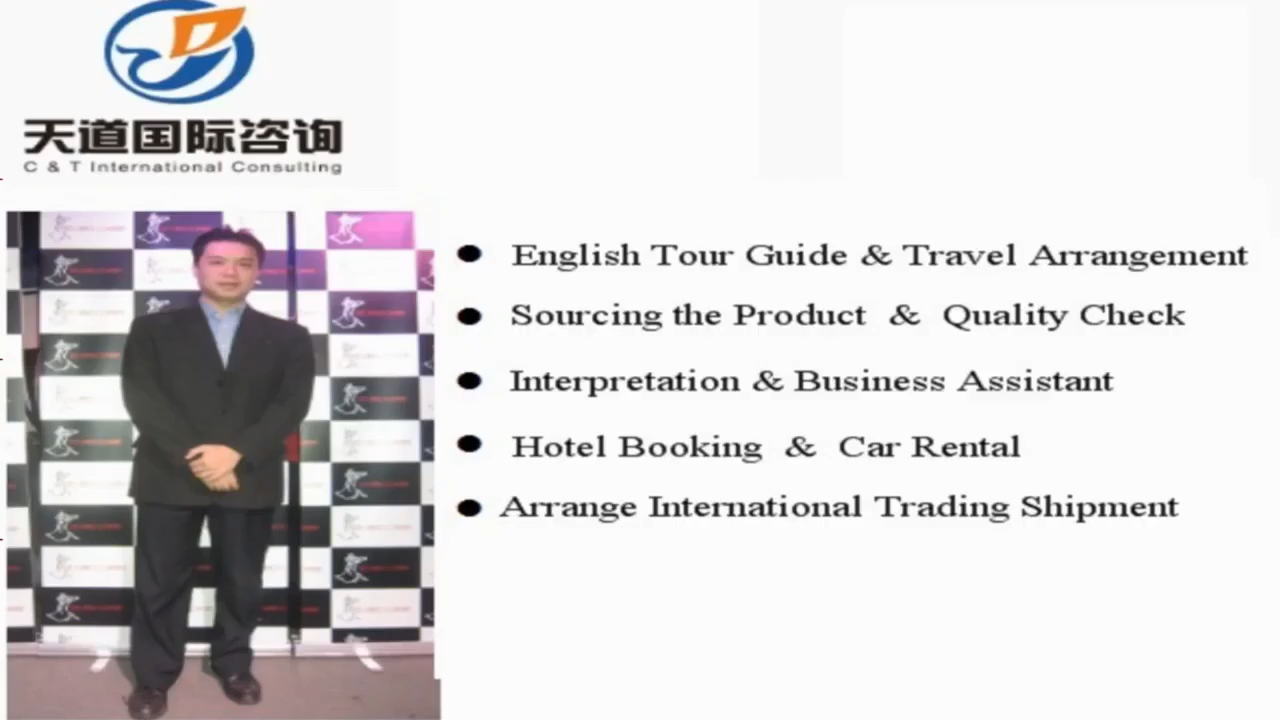 天道国际咨询
C & T International Consulting
● English Tour Guide & Travel Arrangement
● Sourcing the Product & Quality Check
● Interpretation & Business Assistant
● Hotel Booking & Car Rental
● Arrange International Trading Shipment